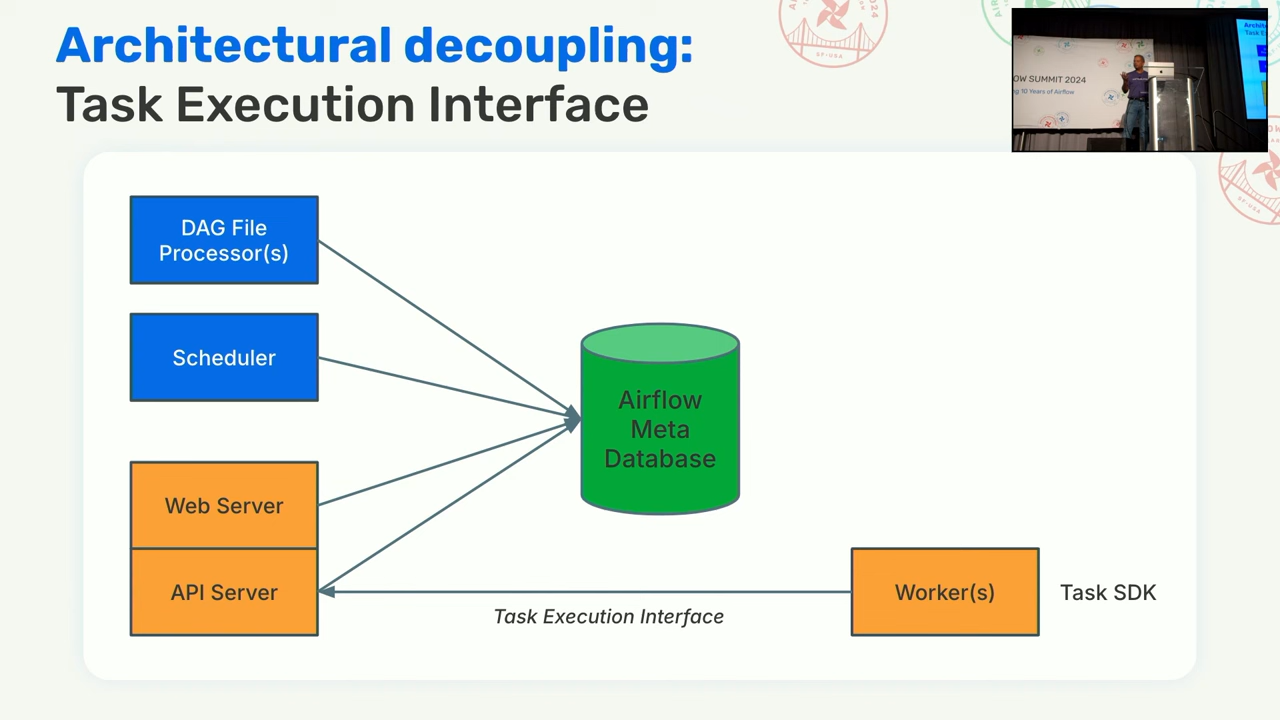 Architectural decoupling:
Task Execution Interface
OW SUMMIT 2024
g 10 Years of Airflow
DAG File
Processor(s)
Scheduler
Airflow
Meta
Database
Web Server
API Server
Worker(s)
Task SDK
Task Execution Interface